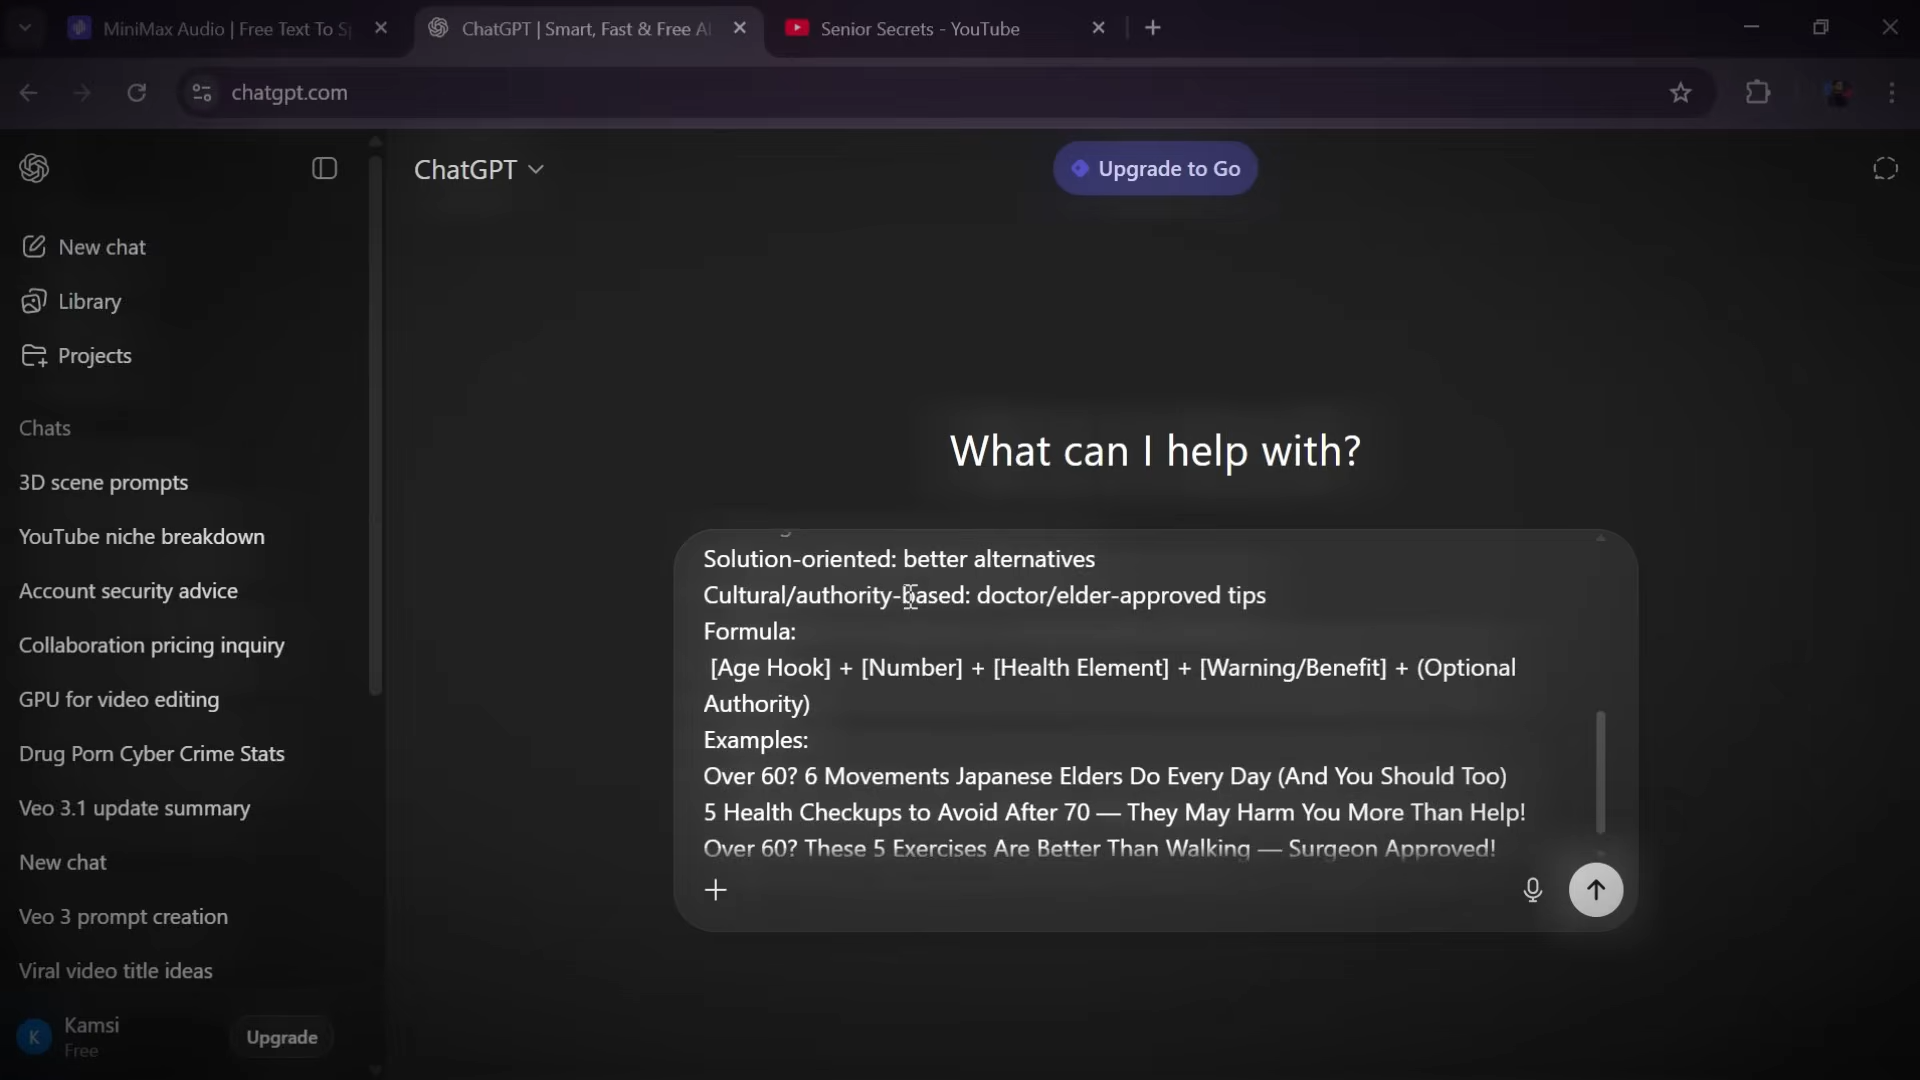 MiniMax Audio | Free Text To Sp
ChatGPT | Smart, Fast & Free AI
Senior Secrets - YouTube
chatgpt.com
ChatGPT
Upgrade to Go
New chat
Library
Projects
Chats
3D scene prompts
YouTube niche breakdown
Account security advice
Collaboration pricing inquiry
GPU for video editing
Drug Porn Cyber Crime Stats
Veo 3.1 update summary
New chat
Veo 3 prompt creation
Viral video title ideas
K
Kamsi
Free
Upgrade
What can I help with?
Solution-oriented: better alternatives
Cultural/authority-based: doctor/elder-approved tips
Formula:
[Age Hook] + [Number] + [Health Element] + [Warning/Benefit] + (Optional
Authority)
Examples:
Over 60? 6 Movements Japanese Elders Do Every Day (And You Should Too)
5 Health Checkups to Avoid After 70 — They May Harm You More Than Help!
Over 60? These 5 Exercises Are Better Than Walking — Surgeon Approved!